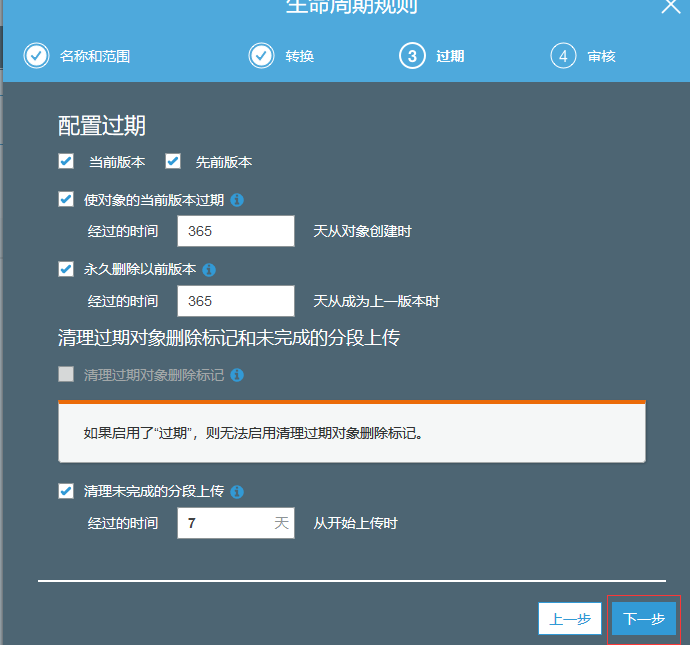 生命周期规则
名称和范围 转换 3 过期 4 审核
配置过期
当前版本 先前版本
使对象的当前版本过期
经过的时间 365 天从对象创建时
永久删除以前版本
经过的时间 365 天从成为上一版本时
清理过期对象删除标记和未完成的分段上传
清理过期对象删除标记
如果启用了“过期”，则无法启用清理过期对象删除标记。
清理未完成的分段上传
经过的时间 7 天 从开始上传时
上一步 下一步